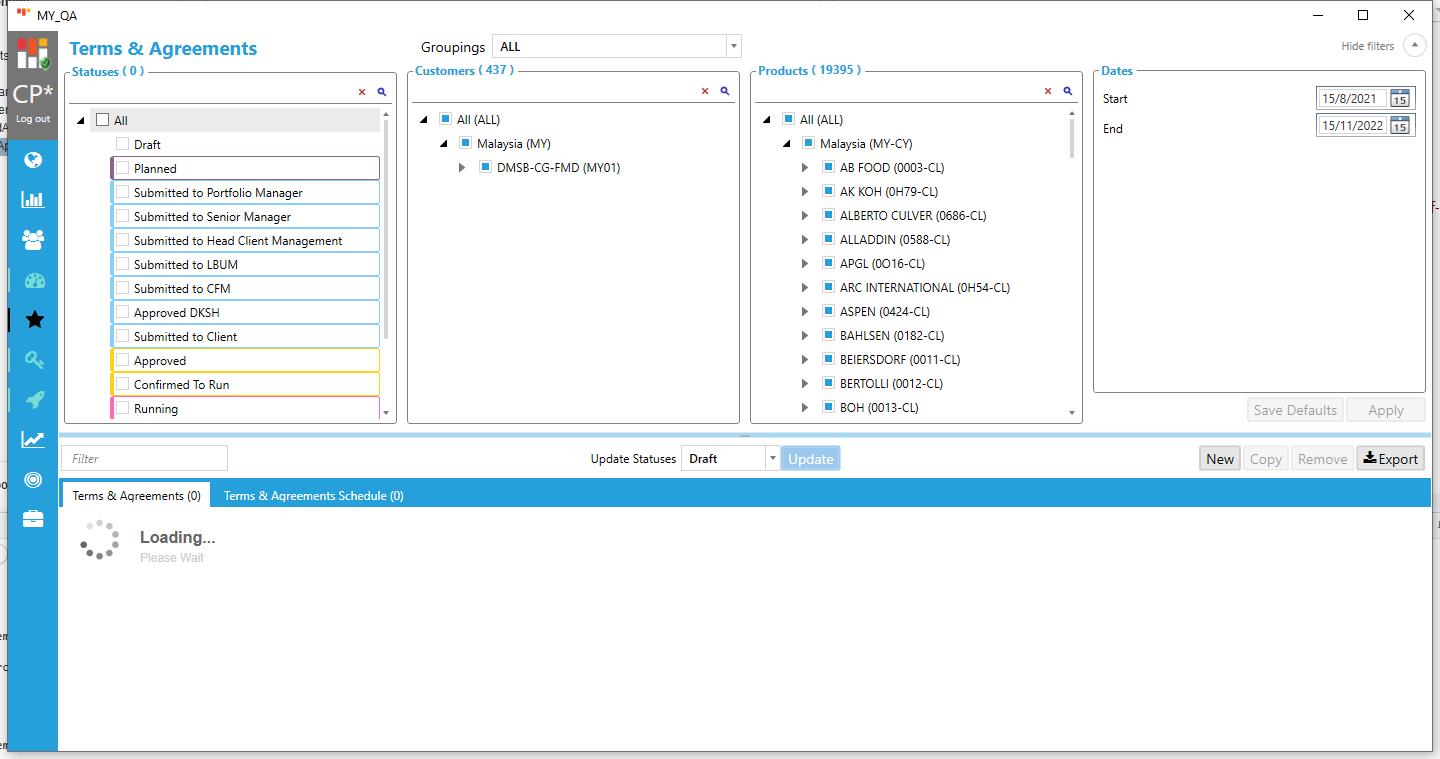 MY_QA
CP*
Log out
Terms & Agreements
Groupings
ALL
Hide filters
Statuses ( 0 )
All
Draft
Planned
Submitted to Portfolio Manager
Submitted to Senior Manager
Submitted to Head Client Management
Submitted to LBUM
Submitted to CFM
Approved DKSH
Submitted to Client
Approved
Confirmed To Run
Running
Customers ( 437 )
All (ALL)
Malaysia (MY)
DMSB-CG-FMD (MY01)
Products ( 19395 )
All (ALL)
Malaysia (MY-CY)
AB FOOD (0003-CL)
AK KOH (0H79-CL)
ALBERTO CULVER (0686-CL)
ALLADDIN (0588-CL)
APGL (0O16-CL)
ARC INTERNATIONAL (0H54-CL)
ASPEN (0424-CL)
BAHLSEN (0182-CL)
BEIERSDORF (0011-CL)
BERTOLLI (0012-CL)
BOH (0013-CL)
Dates
Start
15/8/2021
15
End
15/11/2022
15
Save Defaults
Apply
Filter
Update Statuses
Draft
Update
New
Copy
Remove
Export
Terms & Agreements (0)
Terms & Agreements Schedule (0)
Loading...
Please Wait